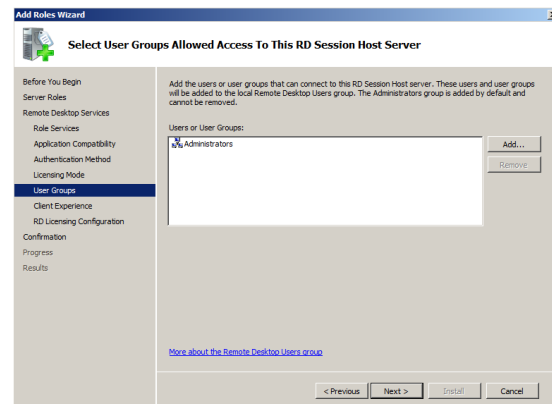 Add Roles Wizard
Select User Groups Allowed Access To This RD Session Host Server
Before You Begin
Server Roles
Remote Desktop Services
Role Services
Application Compatibility
Authentication Method
Licensing Mode
User Groups
Client Experience
RD Licensing Configuration
Confirmation
Progress
Results
Add the users or user groups that can connect to this RD Session Host server. These users and user groups
will be added to the local Remote Desktop Users group. The Administrators group is added by default and
cannot be removed.
Users or User Groups:
Administrators
Add...
Remove
More about the Remote Desktop Users group
< Previous
Next >
Install
Cancel